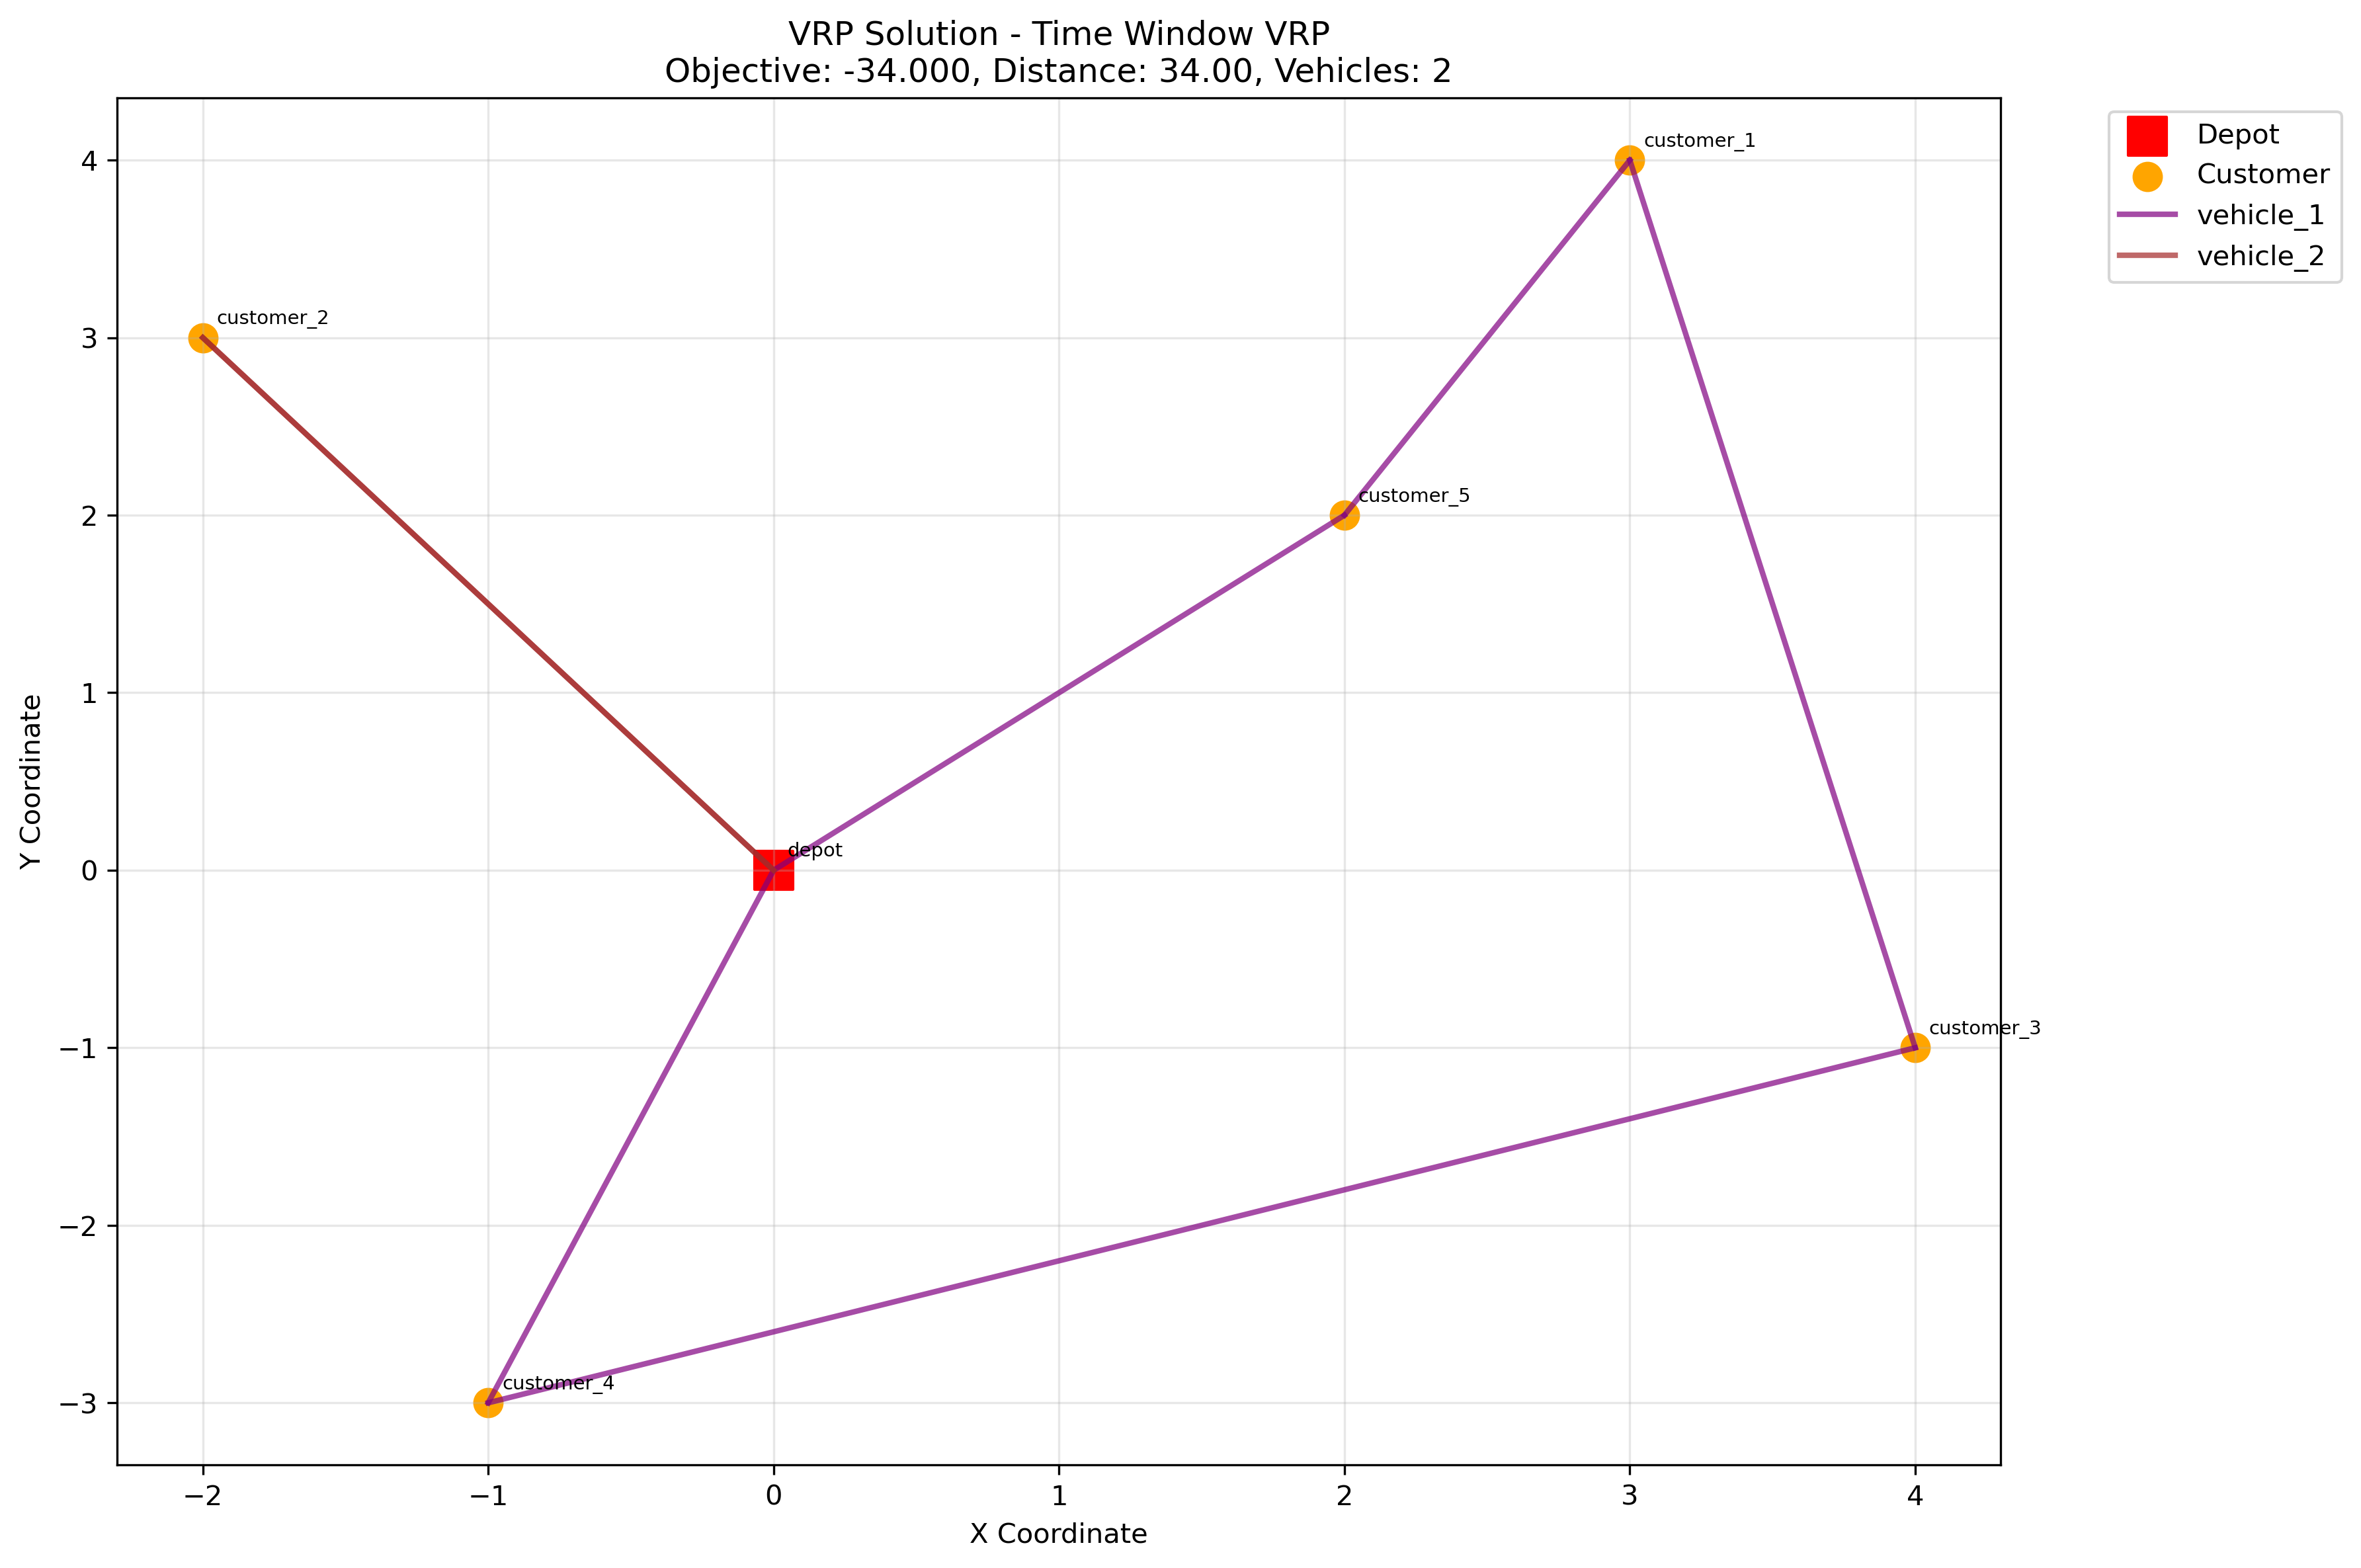 VRP Solution - Time Window VRP
Objective: -34.000, Distance: 34.00, Vehicles: 2
Depot
Customer
vehicle_1
vehicle_2
customer_1
customer_2
customer_5
depot
customer_3
customer_4
4
3
2
1
0
−1
−2
−3
Y Coordinate
−2
−1
0
1
2
3
4
X Coordinate